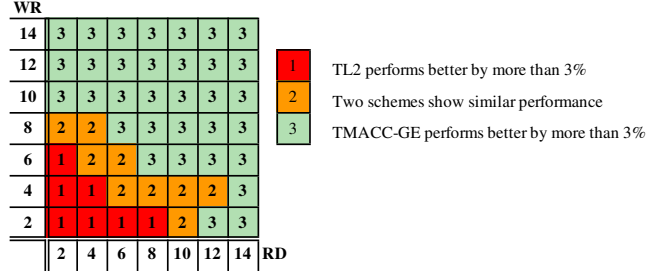 WR
14 3 3 3 3 3 3 3
12 3 3 3 3 3 3 3
10 3 3 3 3 3 3 3
8 2 2 3 3 3 3 3
6 1 2 2 3 3 3 3
4 1 1 2 2 2 2 3
2 1 1 1 1 2 3 3
2 4 6 8 10 12 14 RD
1 TL2 performs better by more than 3%
2 Two schemes show similar performance
3 TMACC-GE performs better by more than 3%